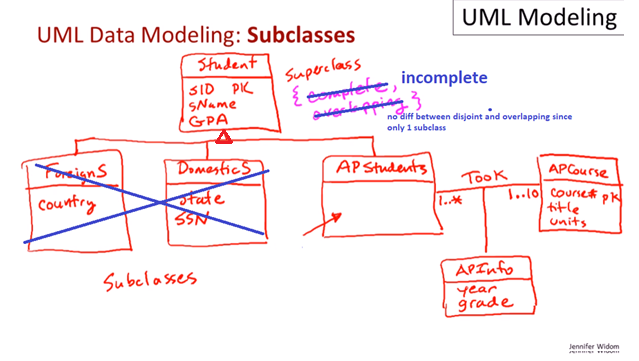 UML Modeling
UML Data Modeling: Subclasses
Student
SID PK
sName
GPA
Superclass
{ complete,
overlapping }
incomplete
no diff between disjoint and overlapping since
only 1 subclass
ForeignS
country
DomesticS
state
SSN
APStudents
Took
1..*
1..10
APCourse
course# PK
title
units
APInfo
year
grade
Subclasses
Jennifer Widom